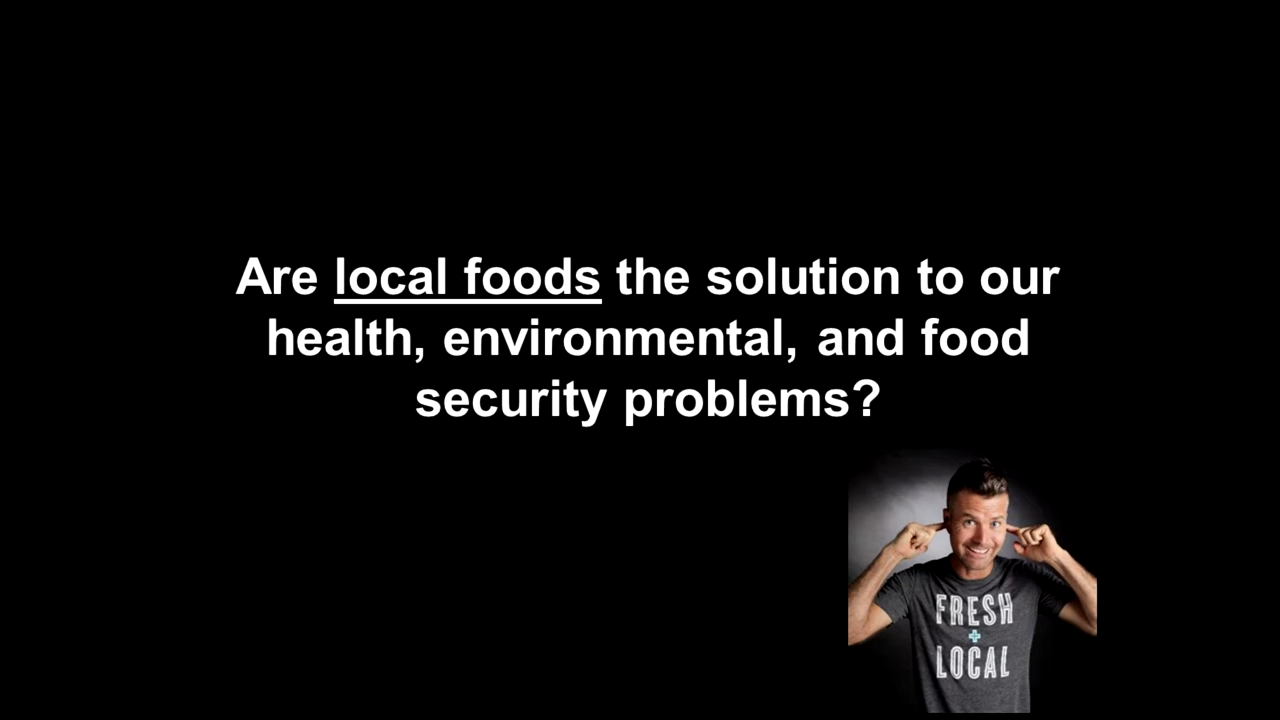 Are local foods the solution to our
health, environmental, and food
security problems?
FRESH
+
LOCAL